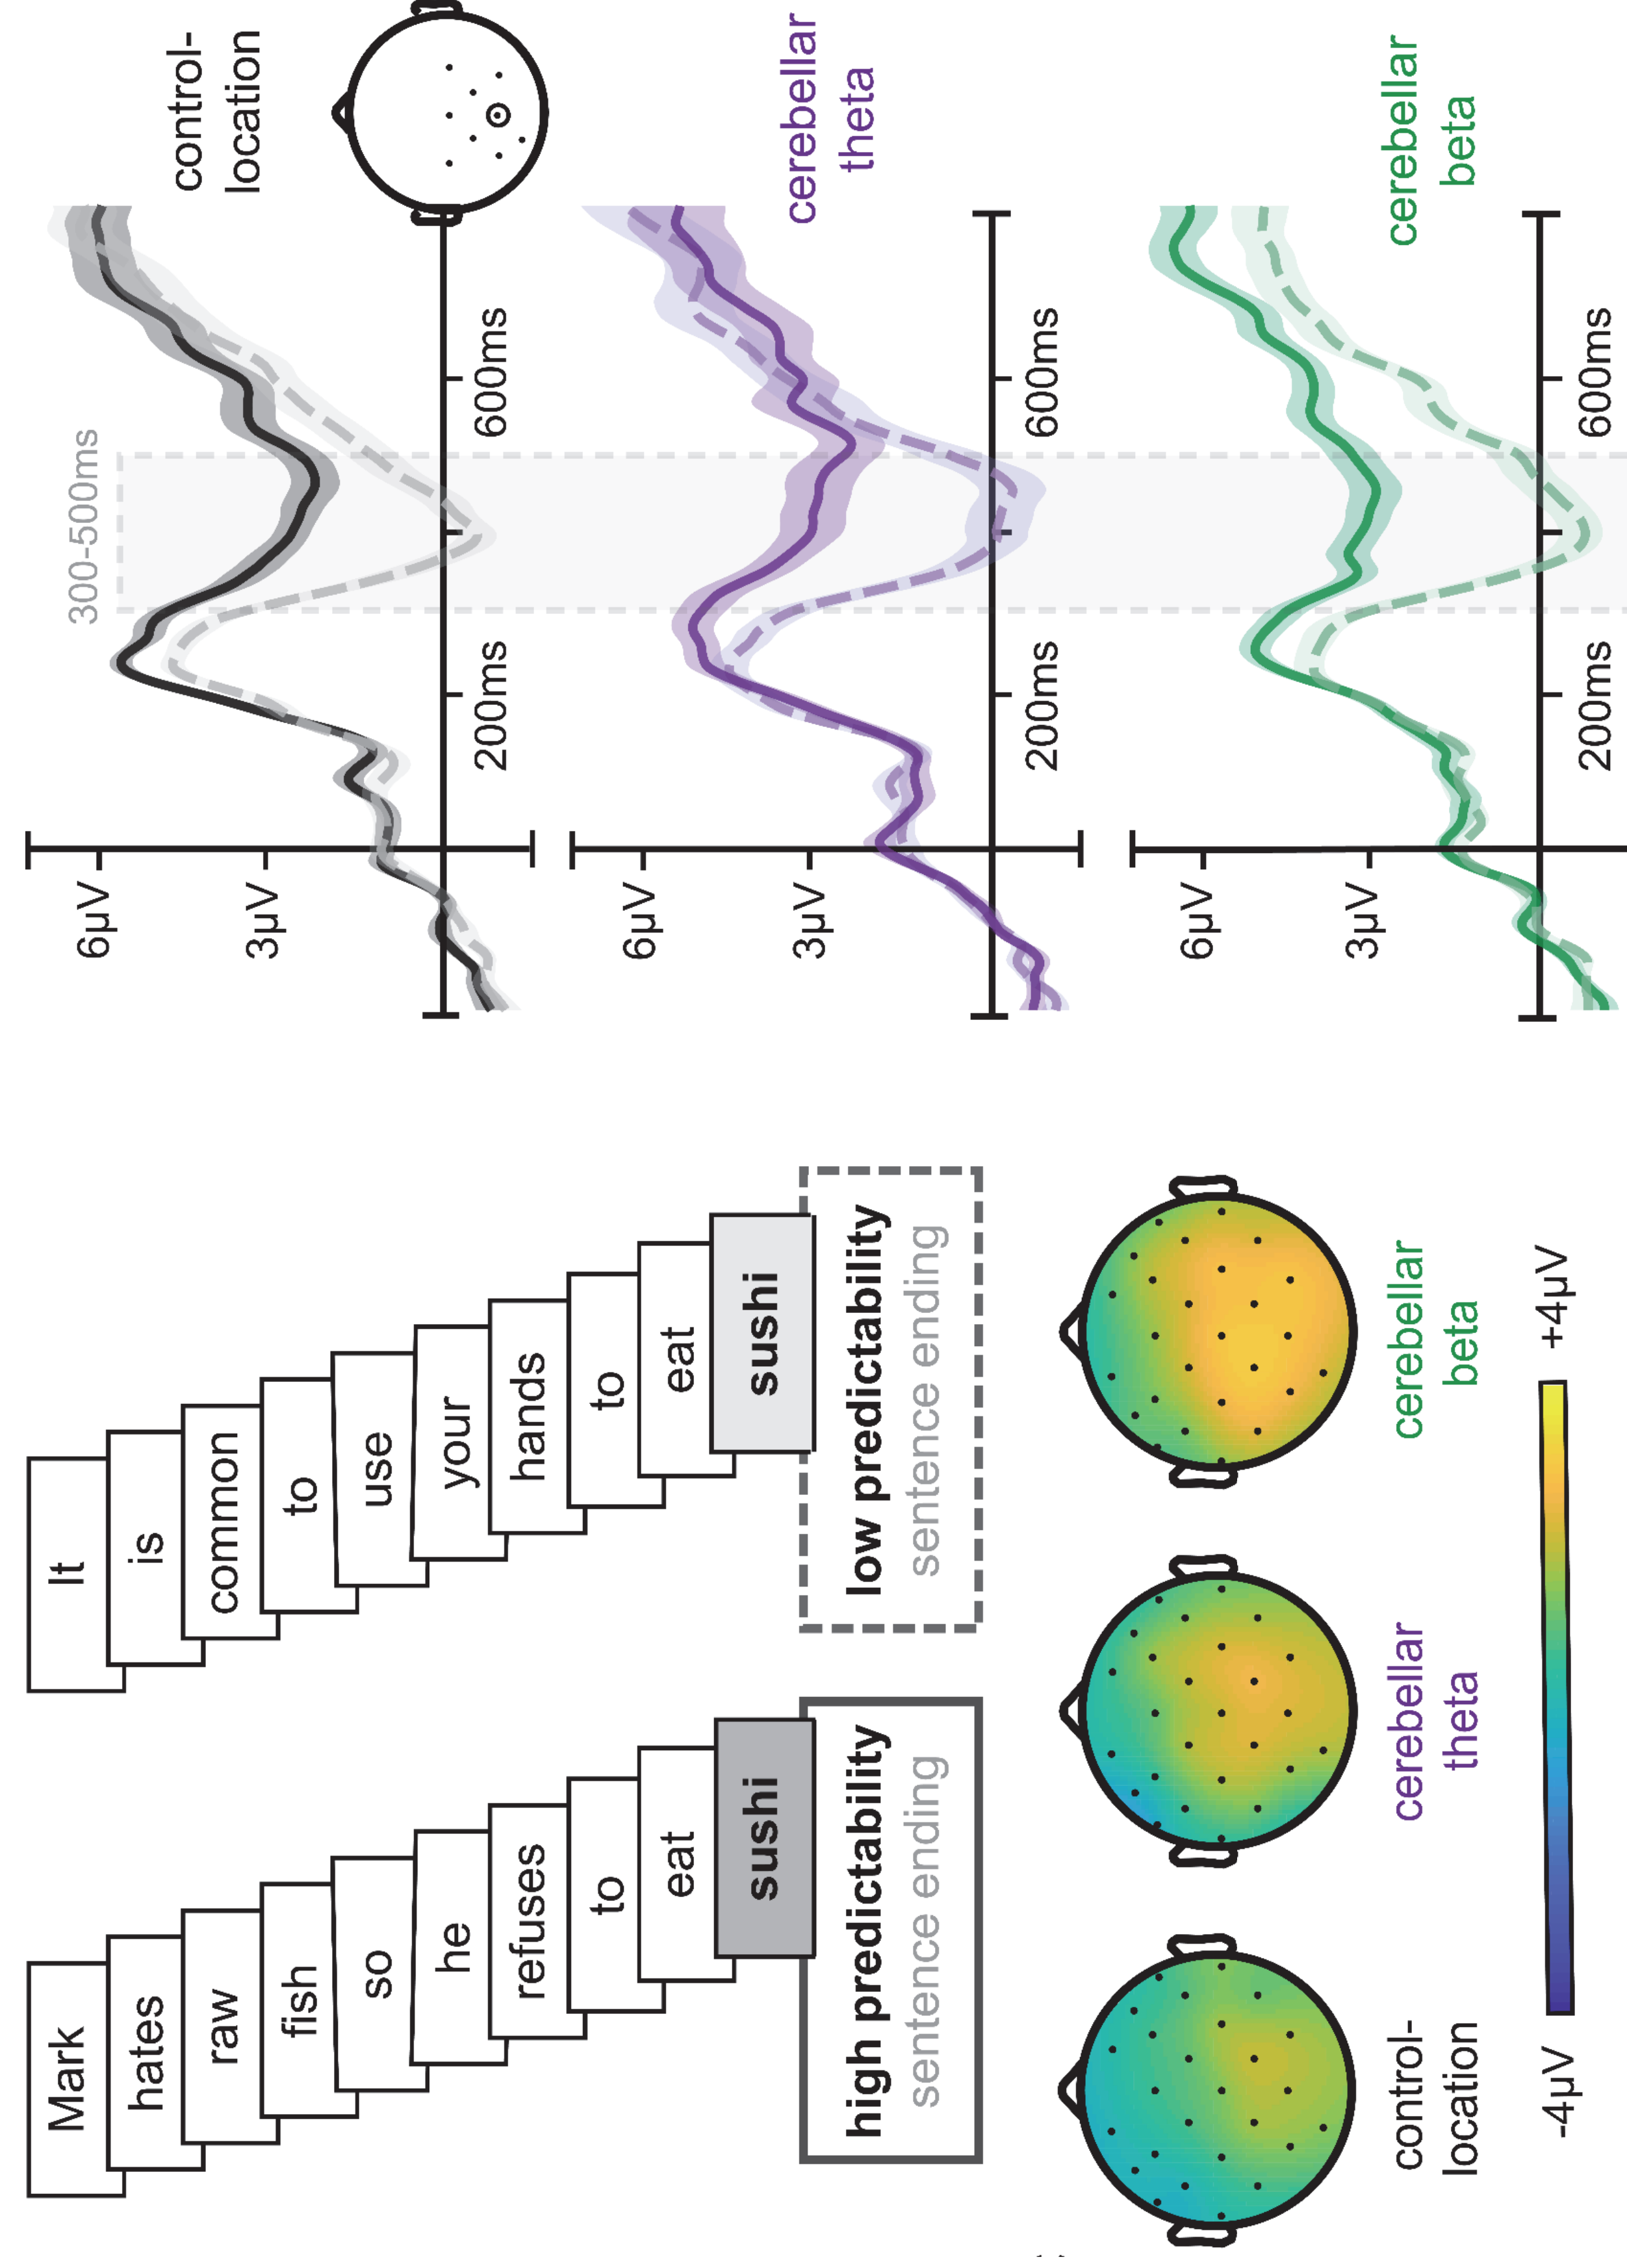 Mark
hates
raw
fish
so
he
refuses
to
eat
sushi
high predictability
sentence ending
It
is
common
to
use
your
hands
to
eat
sushi
low predictability
sentence ending
control-
location
cerebellar
theta
cerebellar
beta
-4µV
+4µV
300-500ms
6µV
3µV
200ms
600ms
control-
location
6µV
3µV
200ms
600ms
cerebellar
theta
6µV
3µV
200ms
600ms
cerebellar
beta